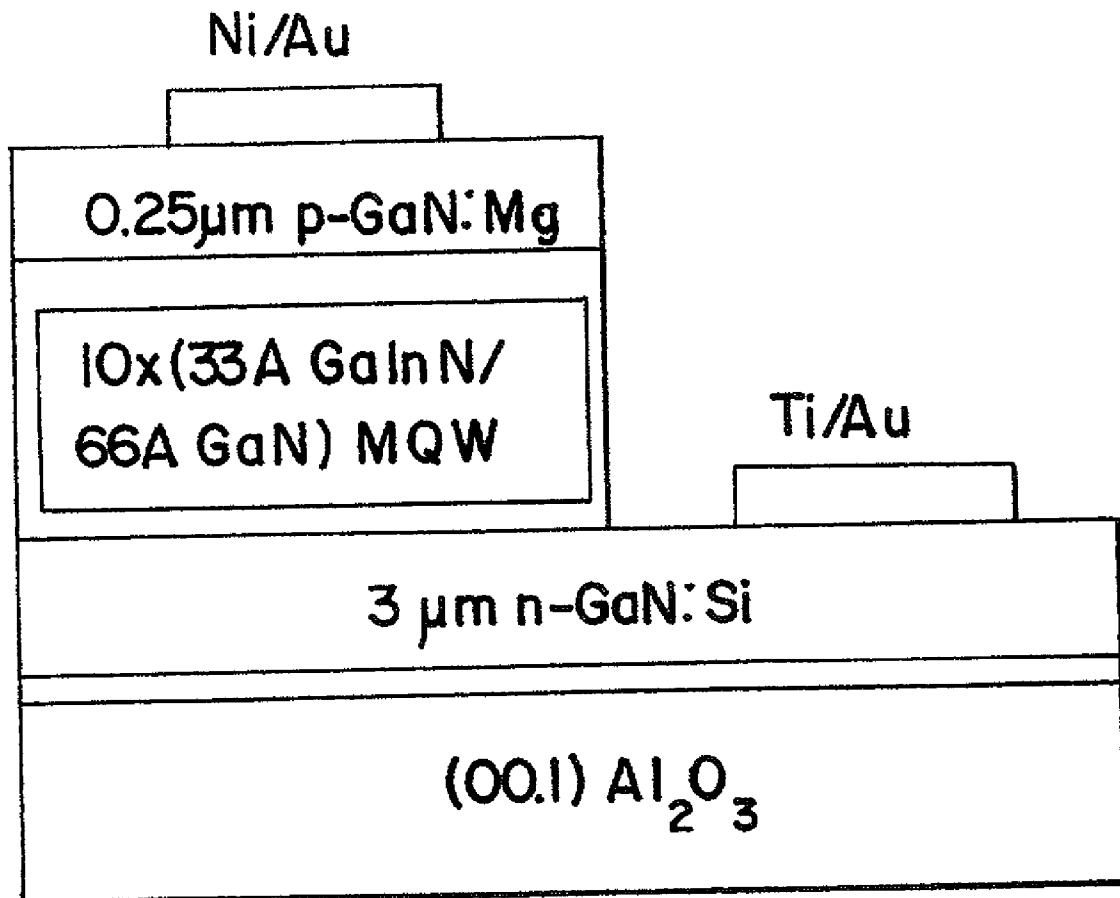 Ni/Au
0.25µm p-GaN:Mg
10x(33A GaInN/
66A GaN) MQW
Ti/Au
3 µm n-GaN:Si
(00.1) Al₂O₃